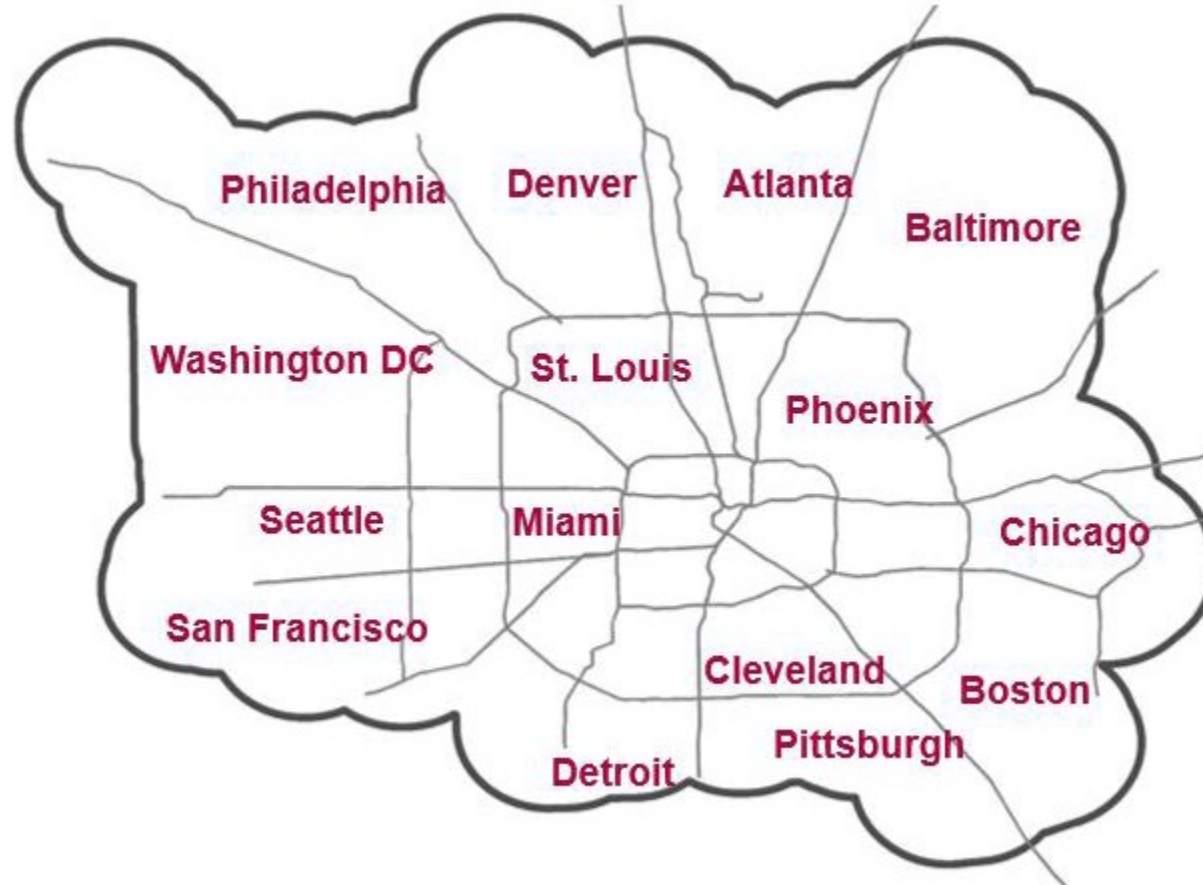 Philadelphia
Denver
Atlanta
Baltimore
Washington DC
St. Louis
Phoenix
Seattle
Miami
Chicago
San Francisco
Cleveland
Boston
Pittsburgh
Detroit